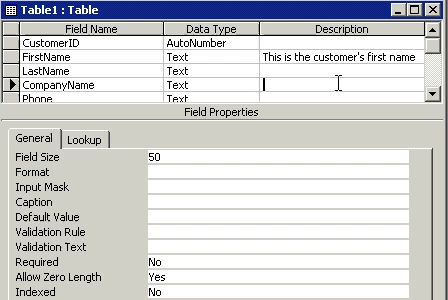 Table1 : Table
Field Name Data Type Description
CustomerID AutoNumber
FirstName Text This is the customer's first name
LastName Text
CompanyName Text
Phone Text
Field Properties
General Lookup
Field Size 50
Format
Input Mask
Caption
Default Value
Validation Rule
Validation Text
Required No
Allow Zero Length Yes
Indexed No